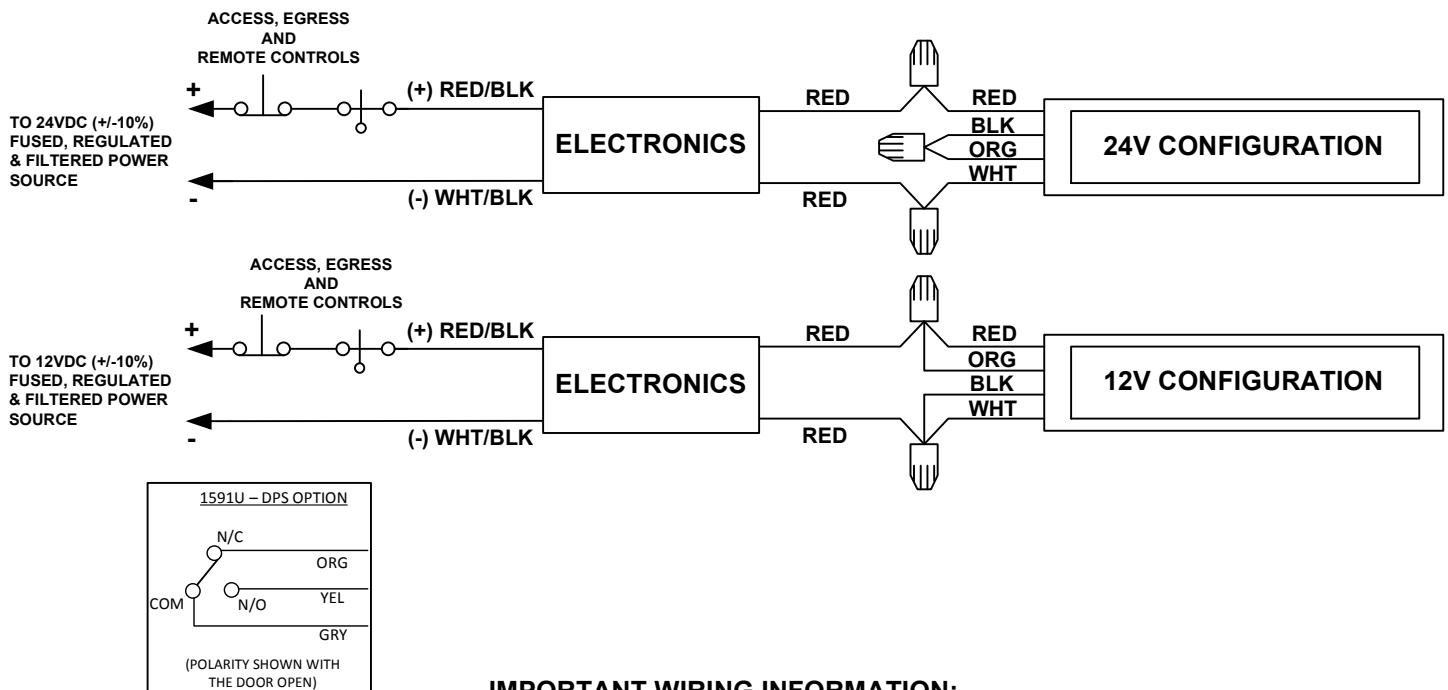 ACCESS, EGRESS
AND
REMOTE CONTROLS
+
(+) RED/BLK
TO 24VDC (+/-10%)
FUSED, REGULATED
& FILTERED POWER
SOURCE
-
(-) WHT/BLK
ELECTRONICS
RED
RED
RED
BLK
ORG
WHT
24V CONFIGURATION
ACCESS, EGRESS
AND
REMOTE CONTROLS
+
(+) RED/BLK
TO 12VDC (+/-10%)
FUSED, REGULATED
& FILTERED POWER
SOURCE
-
(-) WHT/BLK
ELECTRONICS
RED
RED
RED
ORG
BLK
WHT
12V CONFIGURATION
1591U – DPS OPTION
N/C
ORG
COM
N/O
YEL
GRY
(POLARITY SHOWN WITH
THE DOOR OPEN)
IMPORTANT WIRING INFORMATION: